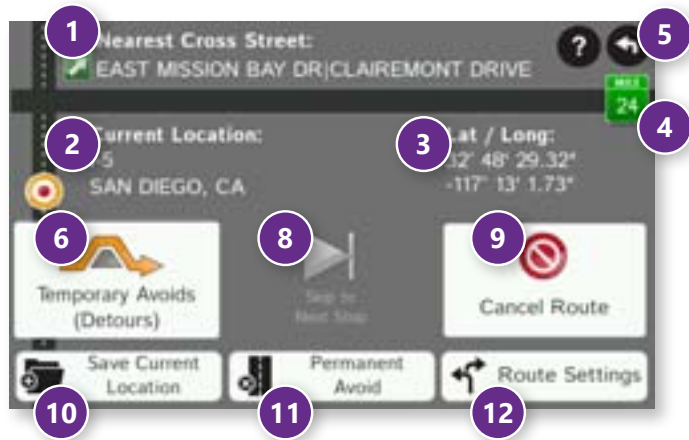 1
Nearest Cross Street:
5
?
EAST MISSION BAY DR|CLAIREMONT DRIVE
MILE
24
4
2
Current Location:
3
Lat / Long:
5
32° 48' 29.32"
SAN DIEGO, CA
-117° 13' 1.73"
6
8
9
Temporary Avoids
(Detours)
Skip to
Next Stop
Cancel Route
Save Current
Location
Permanent
Avoid
Route Settings
10
11
12